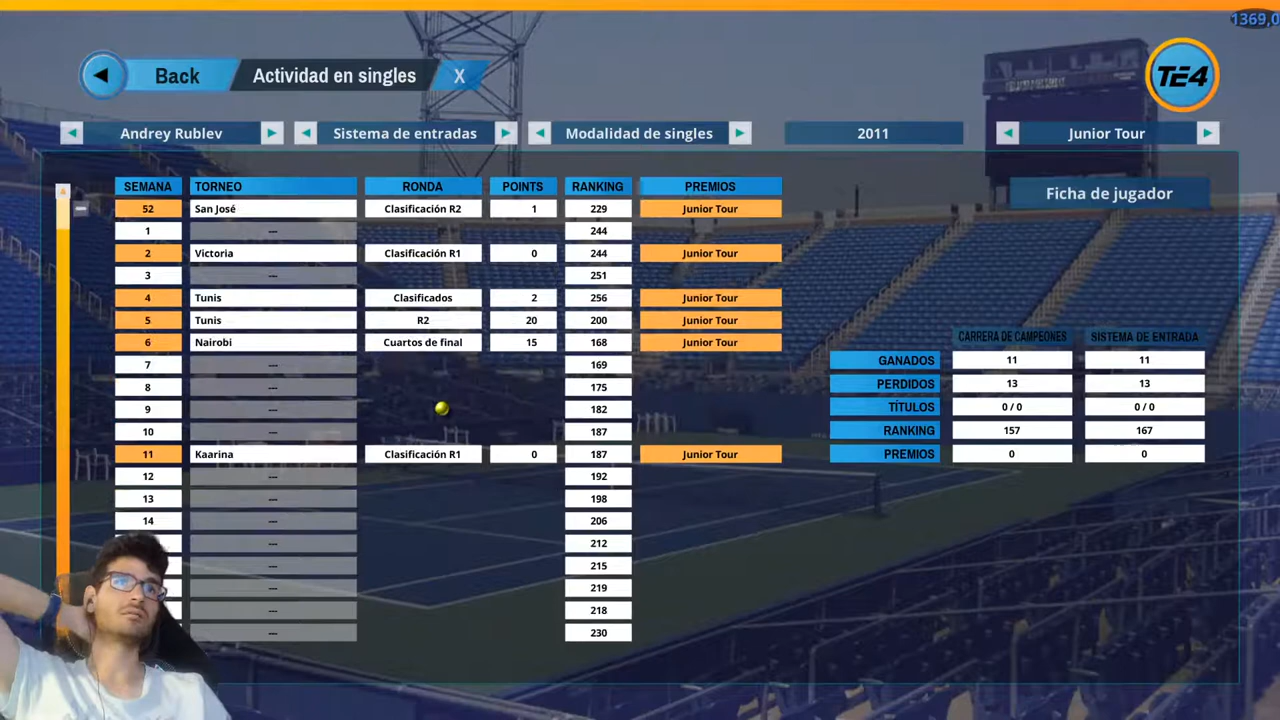 1369,0
Back Actividad en singles X
TE4
Andrey Rublev Sistema de entradas Modalidad de singles 2011 Junior Tour
Ficha de jugador
SEMANA TORNEO RONDA POINTS RANKING PREMIOS
52 San José Clasificación R2 1 229 Junior Tour
1 --- 244
2 Victoria Clasificación R1 0 244 Junior Tour
3 --- 251
4 Tunis Clasificados 2 256 Junior Tour
5 Tunis R2 20 200 Junior Tour
6 Nairobi Cuartos de final 15 168 Junior Tour
7 --- 169
8 --- 175
9 --- 182
10 --- 187
11 Kaarina Clasificación R1 0 187 Junior Tour
12 --- 192
13 --- 198
14 --- 206
--- 212
--- 215
--- 219
--- 218
--- 230
CARRERA DE CAMPEONES SISTEMA DE ENTRADA
GANADOS 11 11
PERDIDOS 13 13
TÍTULOS 0 / 0 0 / 0
RANKING 157 167
PREMIOS 0 0